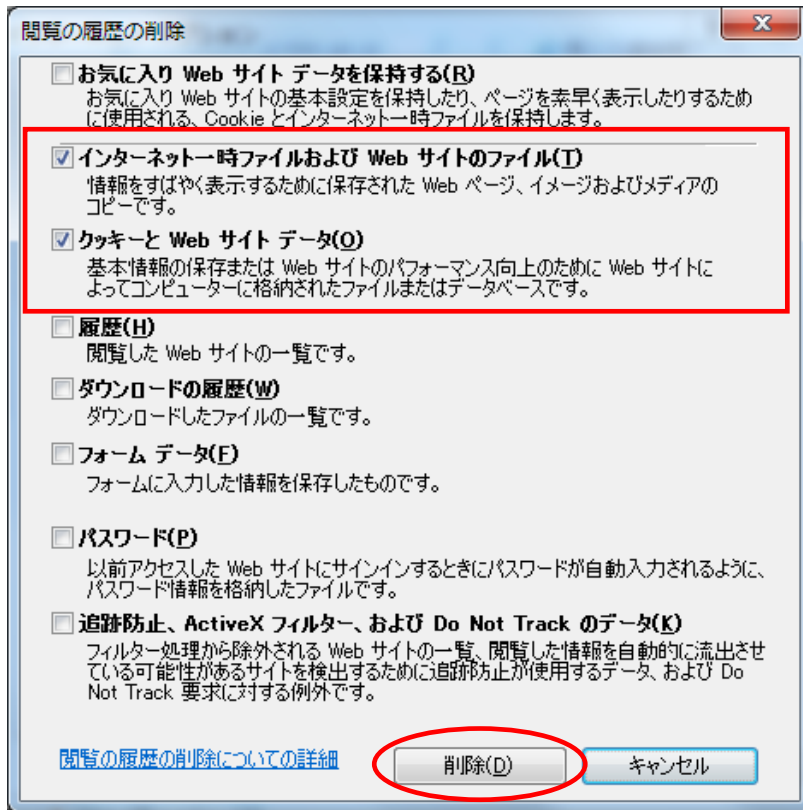 閲覧の履歴の削除
お気に入り Web サイト データを保持する(R)
お気に入り Web サイトの基本設定を保持したり、ページを素早く表示したりするため
に使用される、Cookie とインターネット一時ファイルを保持します。
インターネット一時ファイルおよび Web サイトのファイル(T)
情報をすばやく表示するために保存された Web ページ、イメージおよびメディアの
コピーです。
クッキーと Web サイト データ(O)
基本情報の保存または Web サイトのパフォーマンス向上のために Web サイトに
よってコンピューターに格納されたファイルまたはデータベースです。
履歴(H)
閲覧した Web サイトの一覧です。
ダウンロードの履歴(W)
ダウンロードしたファイルの一覧です。
フォーム データ(F)
フォームに入力した情報を保存したものです。
パスワード(P)
以前アクセスした Web サイトにサインインするときにパスワードが自動入力されるように、
パスワード情報を格納したファイルです。
追跡防止、ActiveX フィルター、および Do Not Track のデータ(K)
フィルター処理から除外される Web サイトの一覧、閲覧した情報を自動的に流出させ
ている可能性があるサイトを検出するために追跡防止が使用するデータ、および Do
Not Track 要求に対する例外です。
閲覧の履歴の削除についての詳細
削除(D)
キャンセル